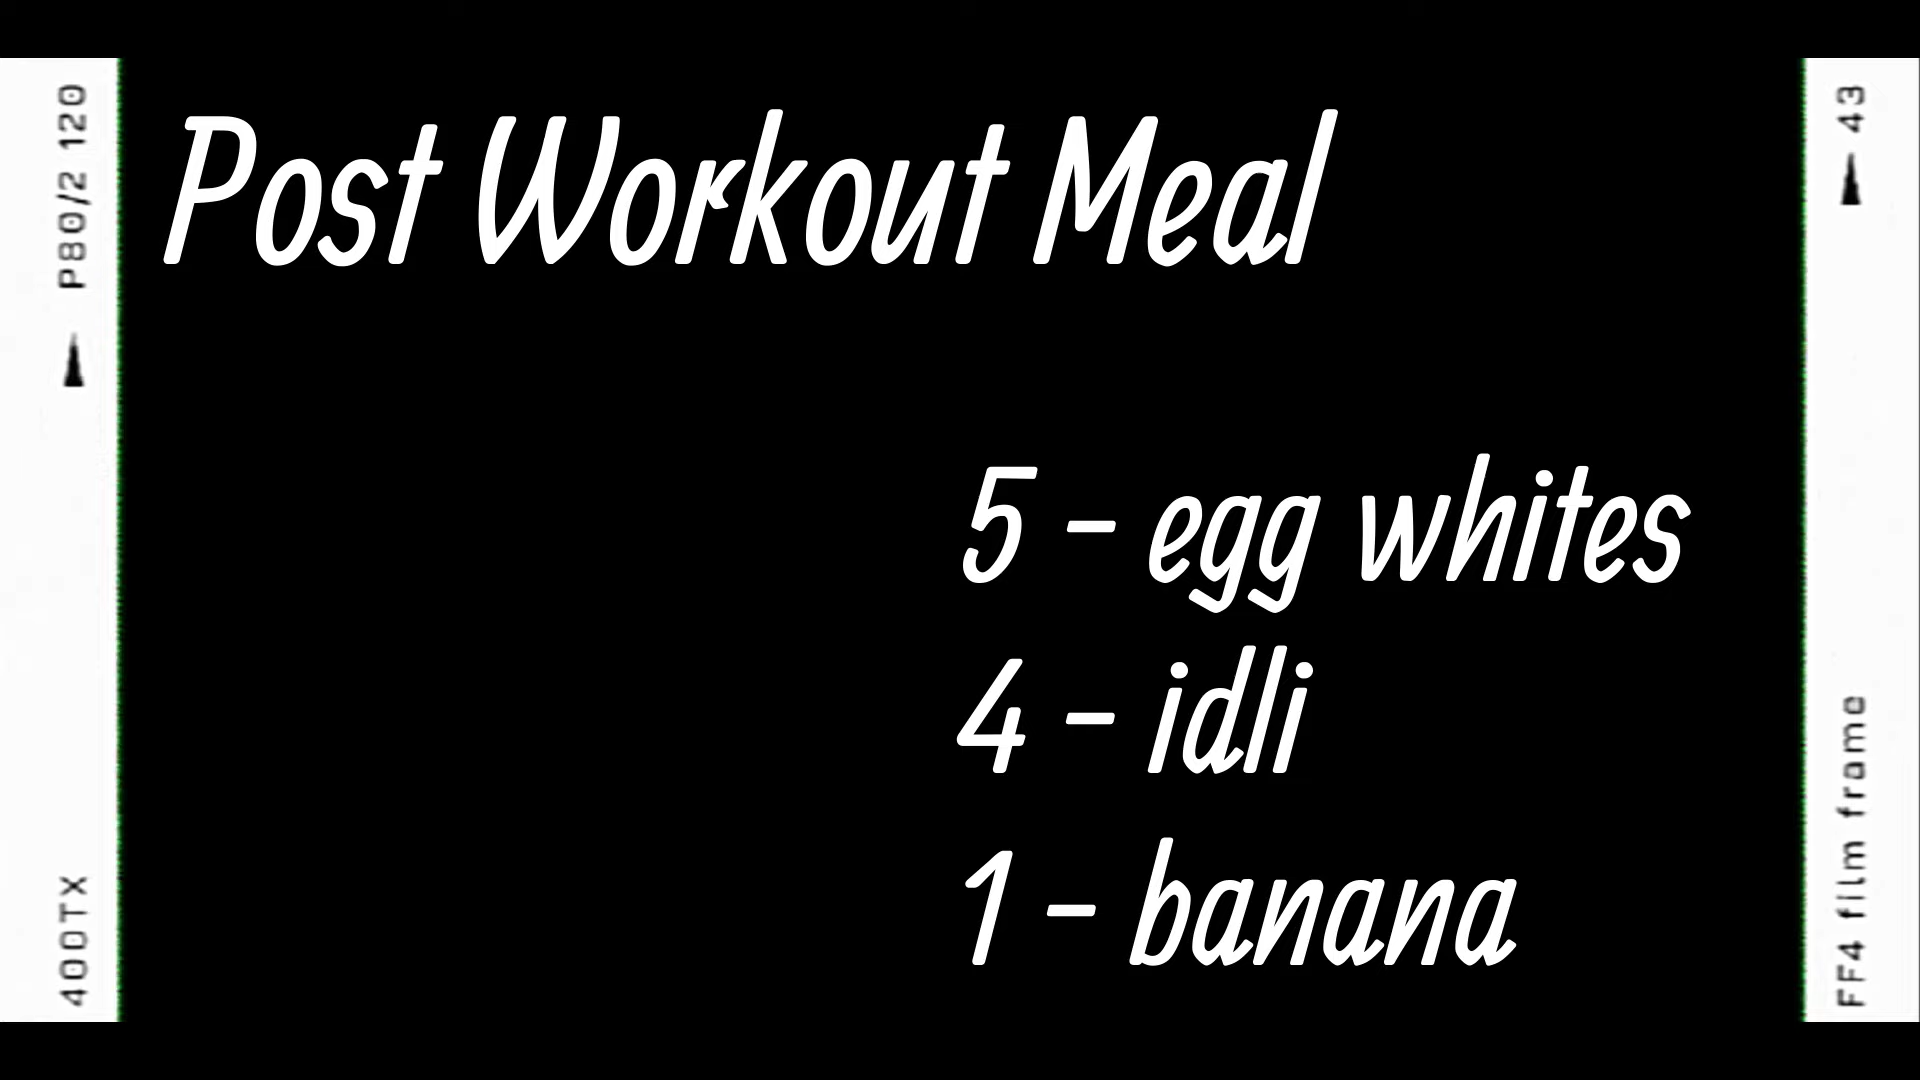 P80/2 120
400TX
Post Workout Meal
5 - egg whites
4 - idli
1 - banana
43
FF4 film frame